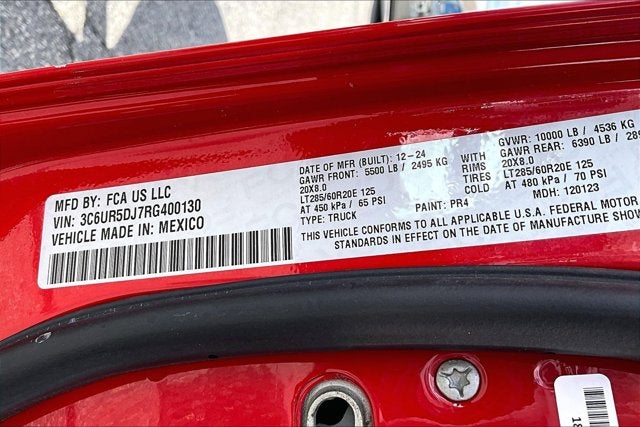 MFD BY: FCA US LLC
VIN: 3C6UR5DJ7RG400130
VEHICLE MADE IN: MEXICO
DATE OF MFR (BUILT): 12-24
GAWR FRONT: 5500 LB / 2495 KG
20X8.0
LT285/60R20E 125
AT 450 kPa / 65 PSI
TYPE: TRUCK
WITH
TIRES
RIMS
COLD
PAINT: PR4
GVWR: 10000 LB / 4536 KG
GAWR REAR: 6390 LB /
WITH 20X8.0
RIMS LT285/60R20E 125
COLD AT 480 kPa / 70 PSI
MDH: 120123
THIS VEHICLE CONFORMS TO ALL APPLICABLE U.S.A. FEDERAL MOTOR
STANDARDS IN EFFECT ON THE DATE OF MANUFACTURE